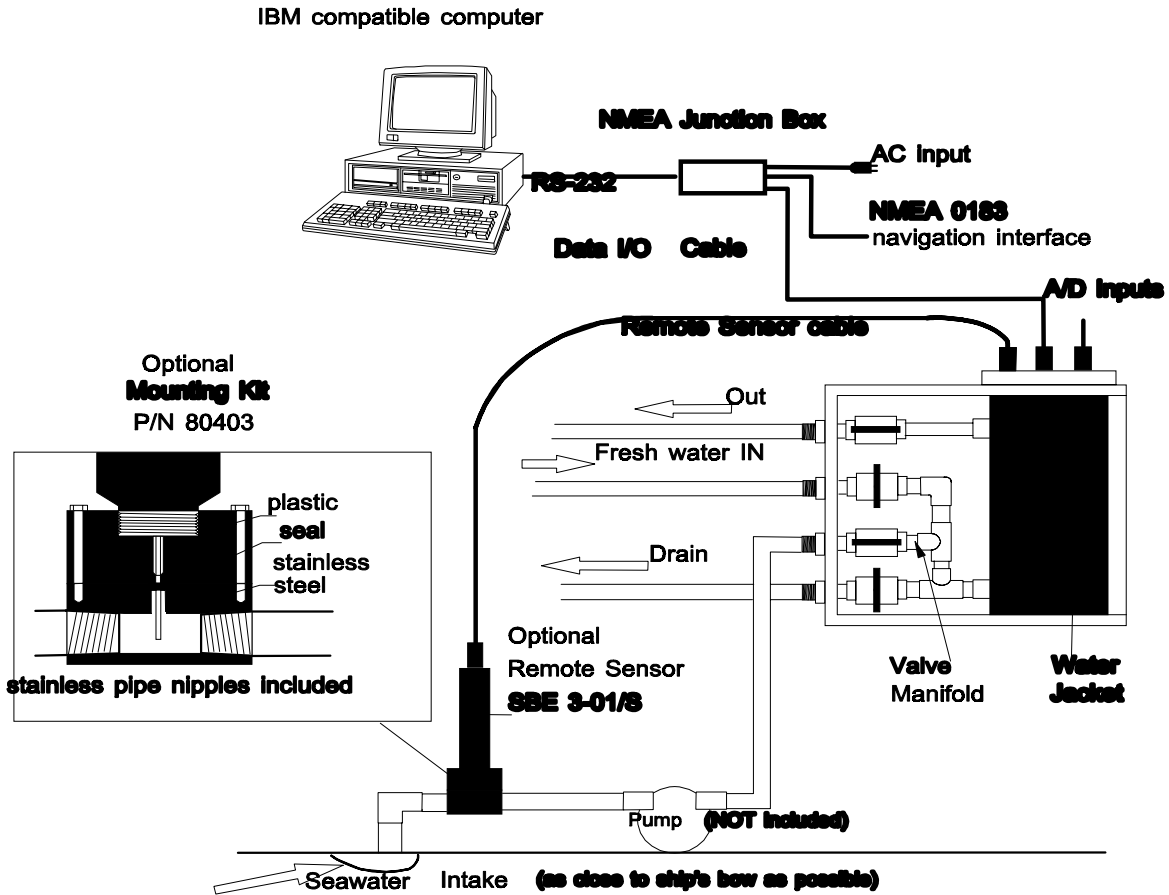 IBM compatible computer
NMEA Junction Box
AC input
RS-232
NMEA 0183
navigation interface
Data I/O Cable
A/D inputs
Remote Sensor cable
Optional
Mounting Kit
P/N 80403
Out
Fresh water IN
plastic
seal
stainless
steel
Drain
stainless pipe nipples included
Optional
Remote Sensor
SBE 3-01/S
Valve
Manifold
Water
Jacket
Pump (NOT included)
Seawater Intake (as close to ship's bow as possible)